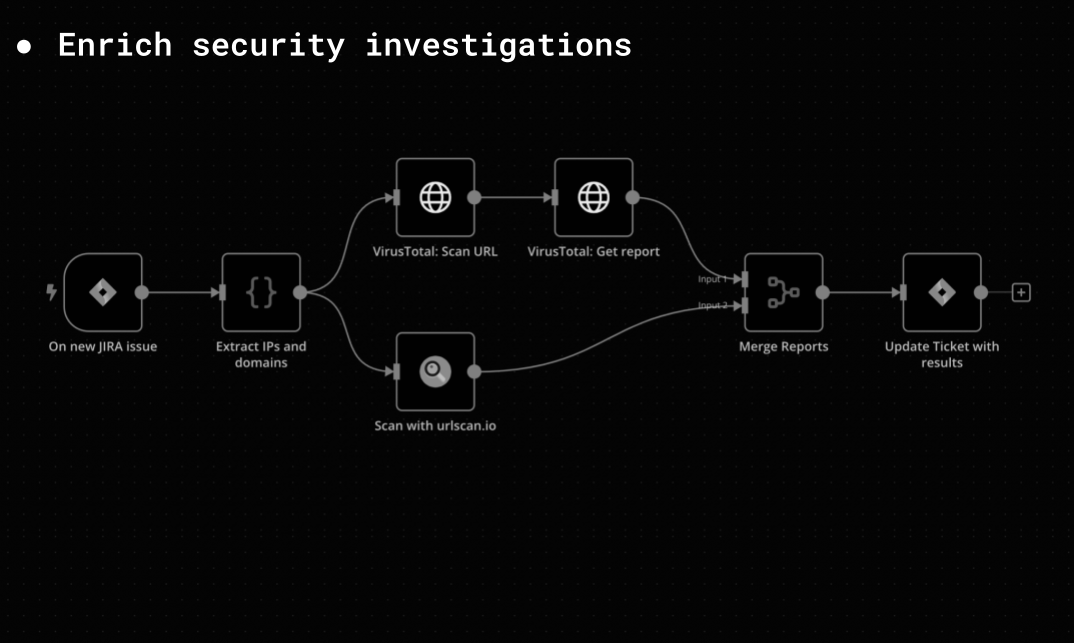 ● Enrich security investigations
VirusTotal: Scan URL
VirusTotal: Get report
Input 1
Input 2
On new JIRA issue
Extract IPs and
domains
Merge Reports
Update Ticket with
results
Scan with urlscan.io